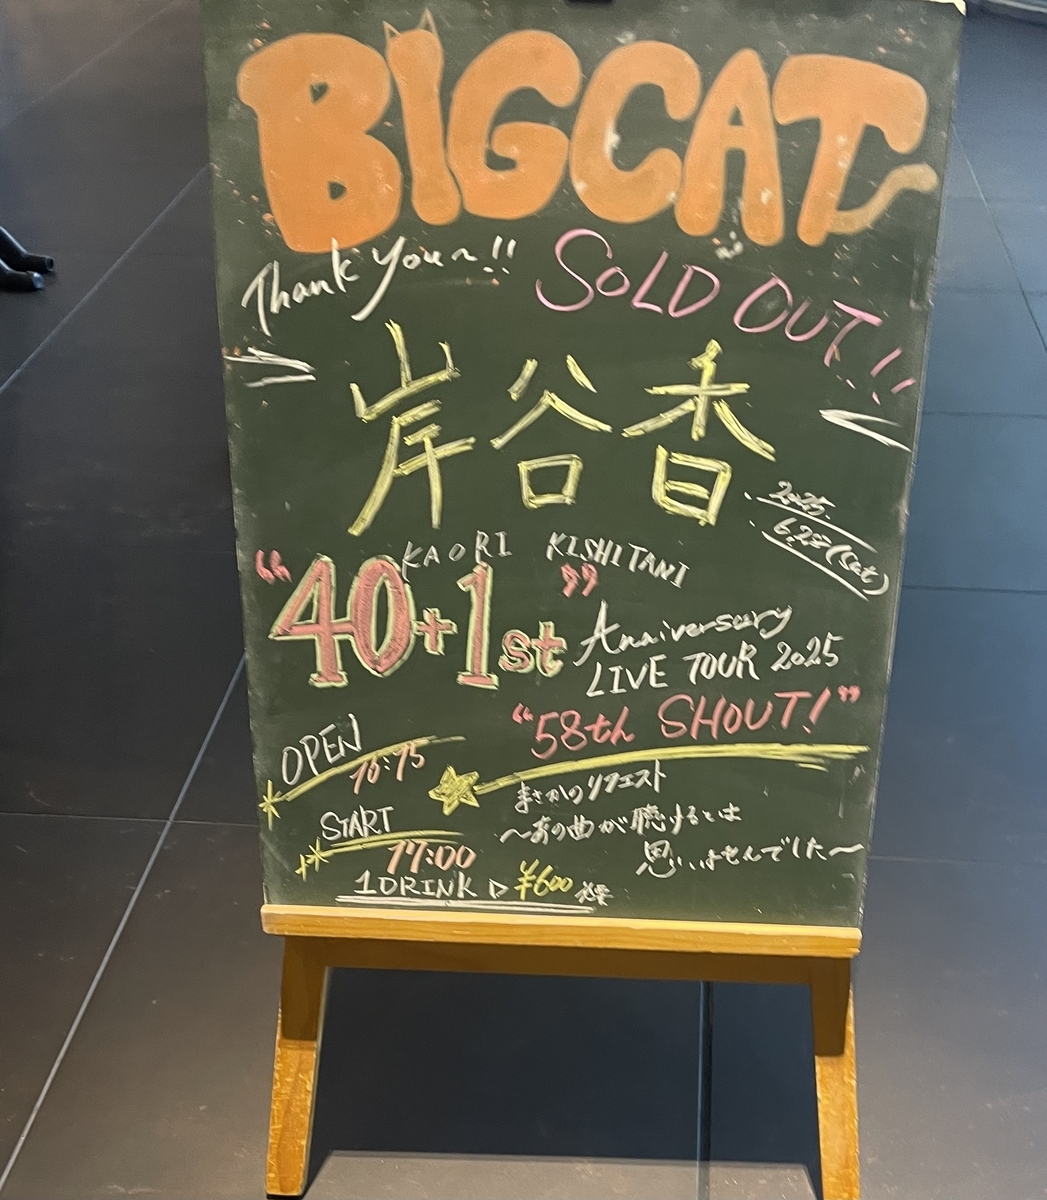 BIGCAT
Thank you〜!! SOLD OUT!!
岸谷香
2025.
6.28(Sat)
KAORI KISHITANI
“40+1st” Anniversary
LIVE TOUR 2025
“58th SHOUT!”
OPEN
START
17:00
1DRINK ▷ ¥600 必要
まさかのリクエスト
〜あの曲が聴けるとは
思いませんでした〜